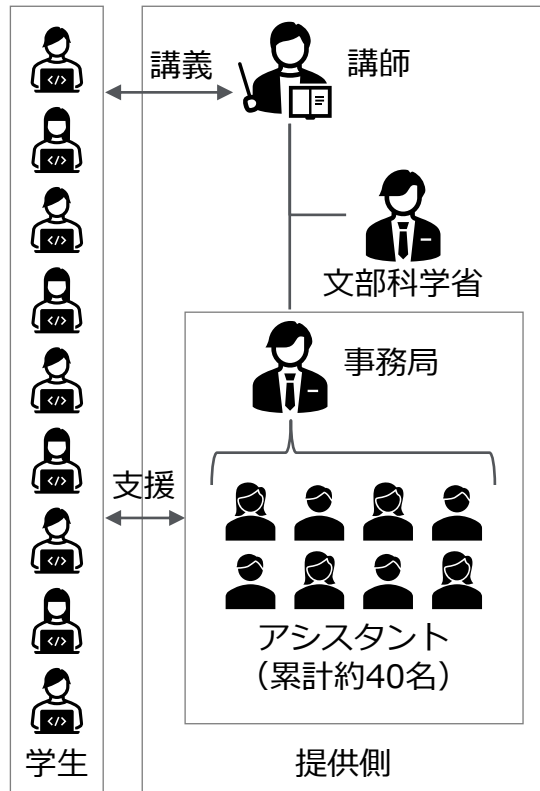 講義
講師
文部科学省
事務局
支援
アシスタント
（累計約40名）
学生
提供側
</>
</>
</>
</>
</>
</>
</>
</>
</>